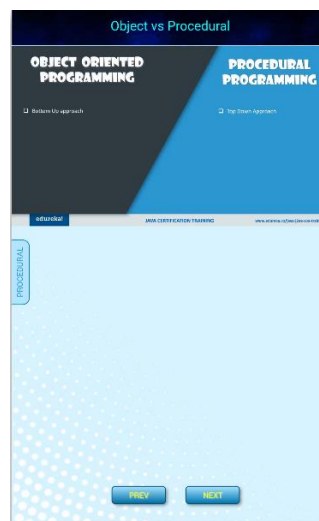 Object vs Procedural
OBJECT ORIENTED
PROGRAMMING
PROCEDURAL
PROGRAMMING
Bottom Up approach
Top Down Approach
edureka!
JAVA CERTIFICATION TRAINING
PROCEDURAL
PREV
NEXT